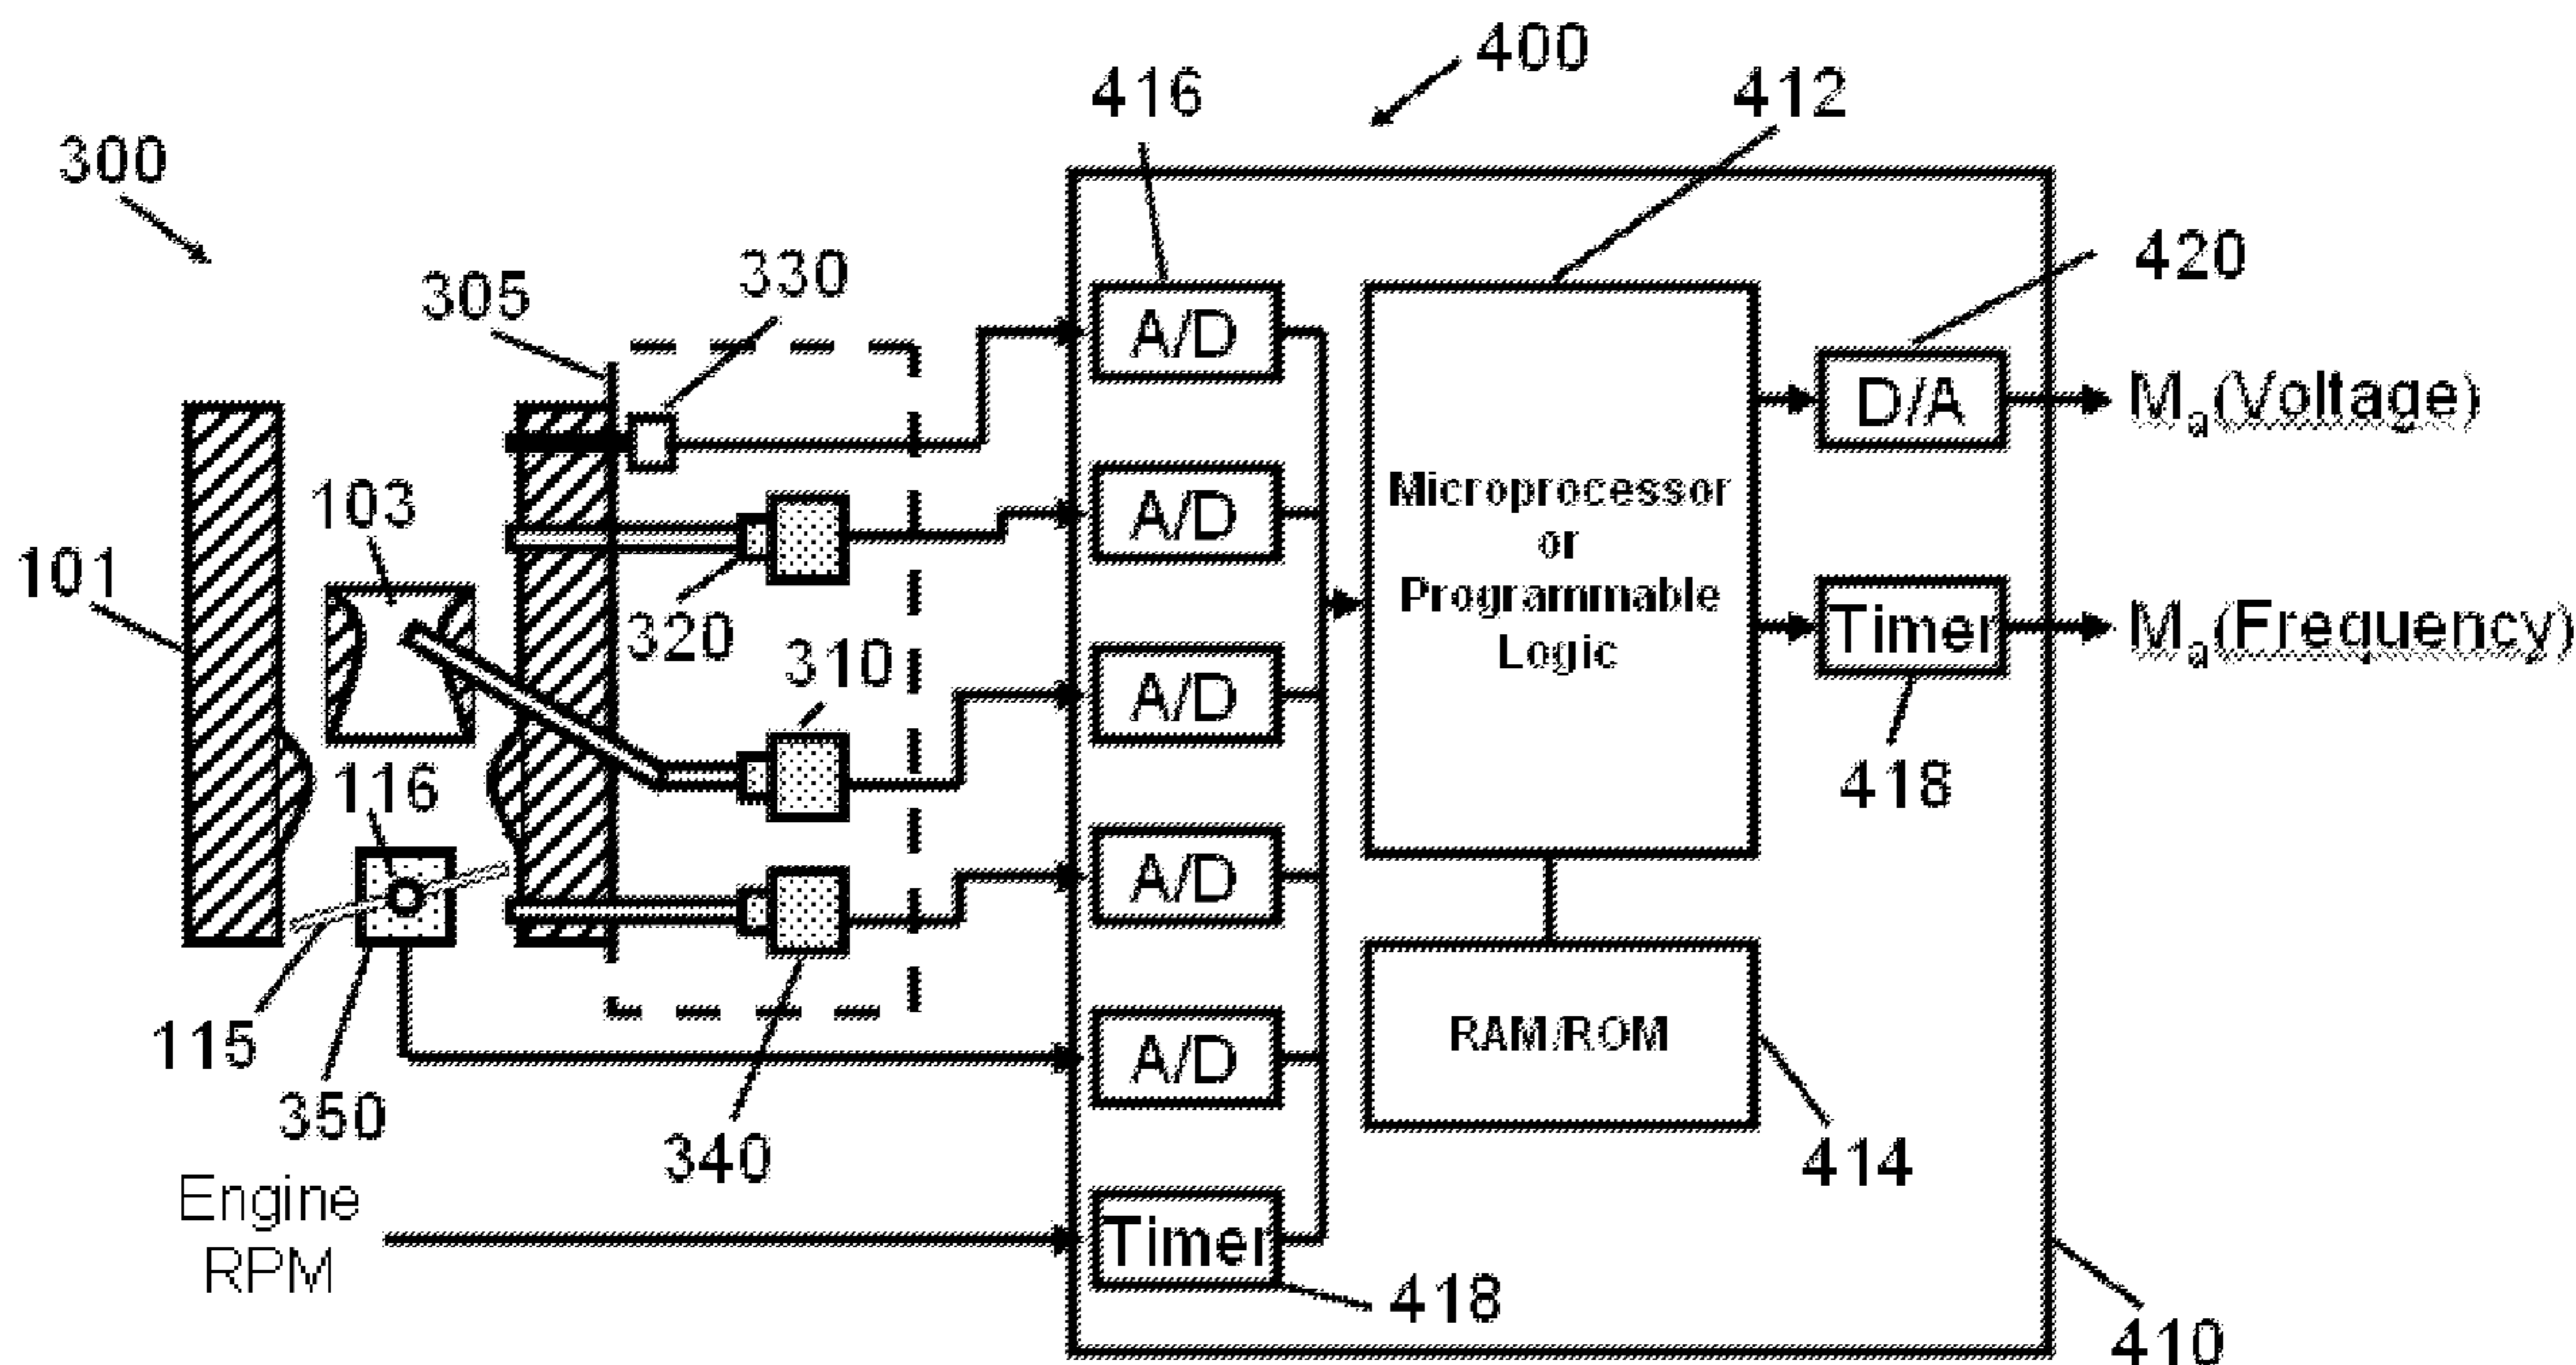 400
416
412
300
420
330
305
A/D
D/A
Ma(Voltage)
Microprocessor
or
Programmable
Logic
103
A/D
101
320
310
Timer
Ma(Frequency)
A/D
116
418
A/D
115
350
A/D
RAM/ROM
340
414
Engine
RPM
Timer
418
410